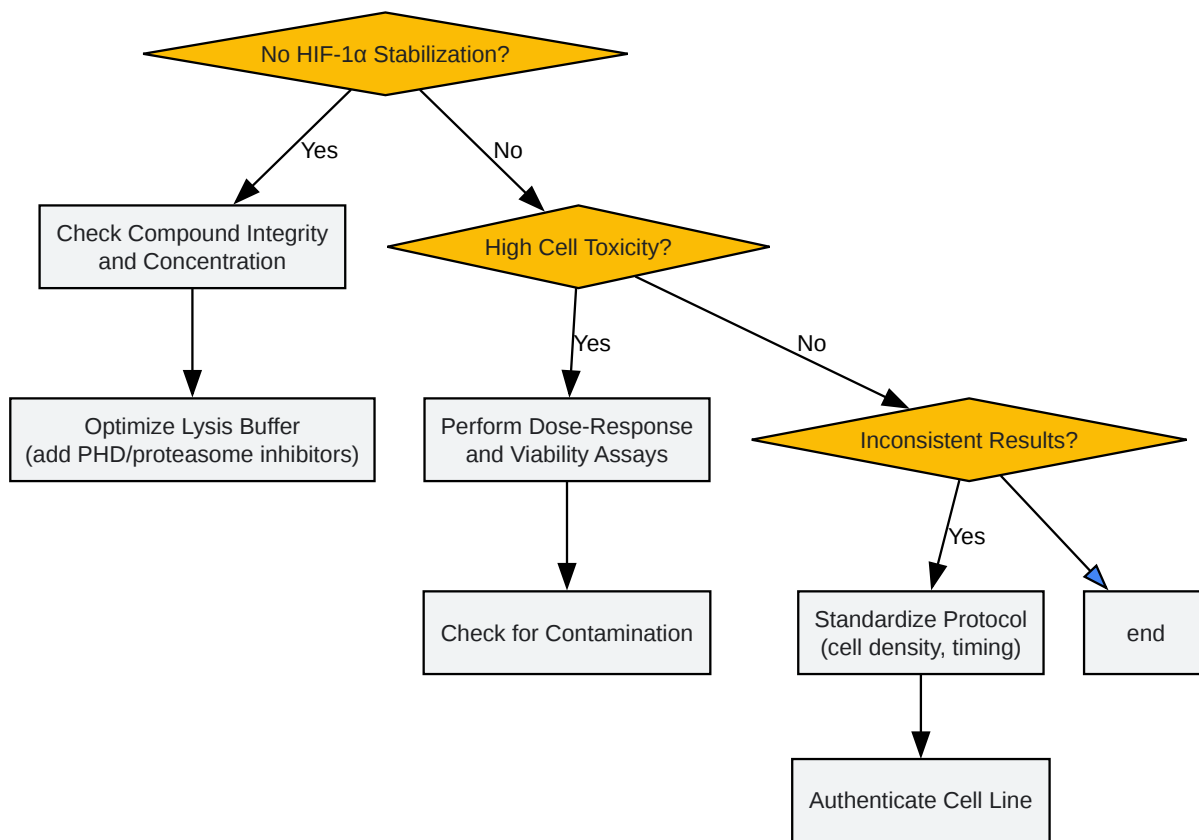 No HIF-1α Stabilization?
Yes
No
Check Compound Integrity
and Concentration
High Cell Toxicity?
Yes
No
Optimize Lysis Buffer
(add PHD/proteasome inhibitors)
Perform Dose-Response
and Viability Assays
Inconsistent Results?
Yes
Check for Contamination
Standardize Protocol
(cell density, timing)
end
Authenticate Cell Line